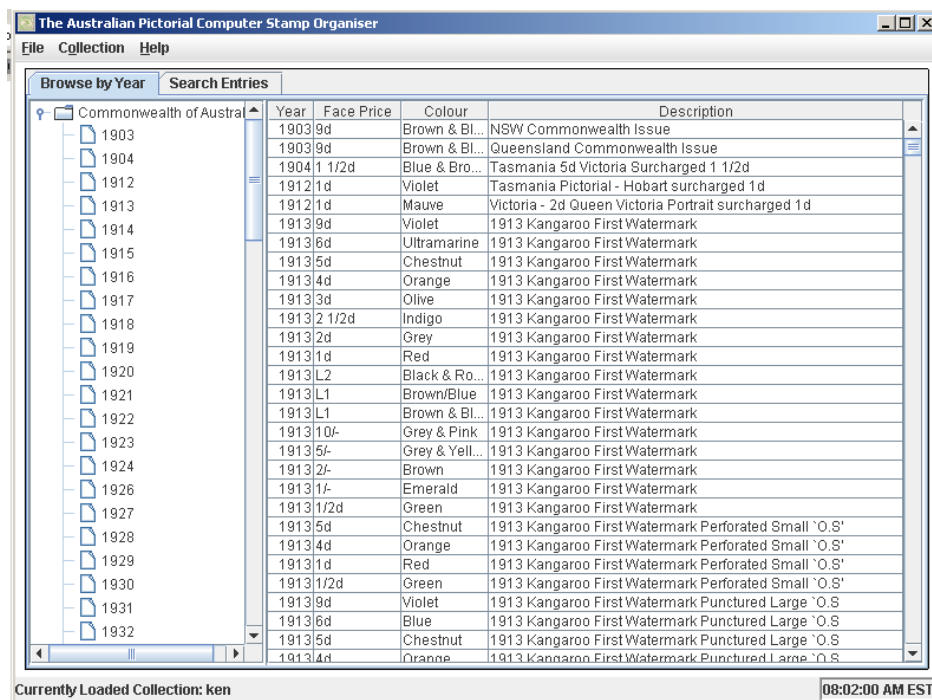 The Australian Pictorial Computer Stamp Organiser
File Collection Help
Browse by Year Search Entries
Commonwealth of Austral
1903
1904
1912
1913
1914
1915
1916
1917
1918
1919
1920
1921
1922
1923
1924
1926
1927
1928
1929
1930
1931
1932
Year Face Price Colour Description
1903 9d Brown & Bl... NSW Commonwealth Issue
1903 9d Brown & Bl... Queensland Commonwealth Issue
1904 1 1/2d Blue & Bro... Tasmania 5d Victoria Surcharged 1 1/2d
1912 1d Violet Tasmania Pictorial - Hobart surcharged 1d
1912 1d Mauve Victoria - 2d Queen Victoria Portrait surcharged 1d
1913 9d Violet 1913 Kangaroo First Watermark
1913 6d Ultramarine 1913 Kangaroo First Watermark
1913 5d Chestnut 1913 Kangaroo First Watermark
1913 4d Orange 1913 Kangaroo First Watermark
1913 3d Olive 1913 Kangaroo First Watermark
1913 2 1/2d Indigo 1913 Kangaroo First Watermark
1913 2d Grey 1913 Kangaroo First Watermark
1913 1d Red 1913 Kangaroo First Watermark
1913 L2 Black & Ro... 1913 Kangaroo First Watermark
1913 L1 Brown/Blue 1913 Kangaroo First Watermark
1913 L1 Brown & Bl... 1913 Kangaroo First Watermark
1913 10/- Grey & Pink 1913 Kangaroo First Watermark
1913 5/- Grey & Yell... 1913 Kangaroo First Watermark
1913 2/- Brown 1913 Kangaroo First Watermark
1913 1/- Emerald 1913 Kangaroo First Watermark
1913 1/2d Green 1913 Kangaroo First Watermark
1913 5d Chestnut 1913 Kangaroo First Watermark Perforated Small `O.S'
1913 4d Orange 1913 Kangaroo First Watermark Perforated Small `O.S'
1913 1d Red 1913 Kangaroo First Watermark Perforated Small `O.S'
1913 1/2d Green 1913 Kangaroo First Watermark Perforated Small `O.S'
1913 9d Violet 1913 Kangaroo First Watermark Punctured Large `O.S
1913 6d Blue 1913 Kangaroo First Watermark Punctured Large `O.S
1913 5d Chestnut 1913 Kangaroo First Watermark Punctured Large `O.S
1913 4d Orange 1913 Kangaroo First Watermark Punctured Large `O.S
Currently Loaded Collection: ken
08:02:00 AM EST